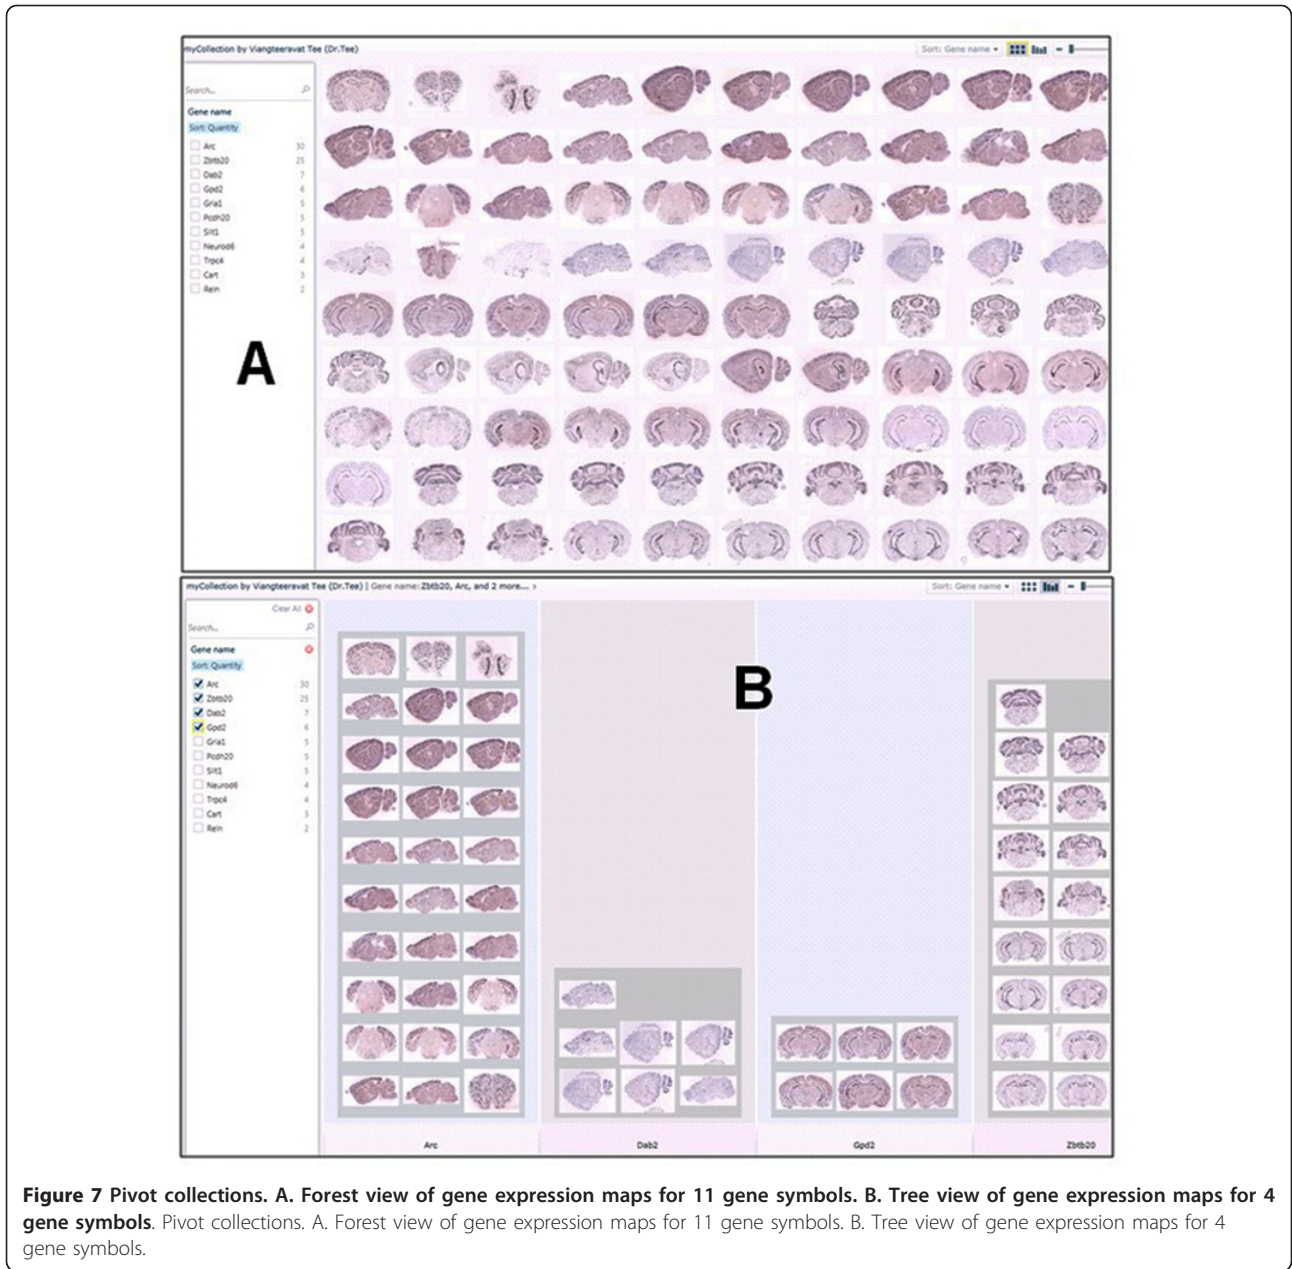 myCollection by Viangteeravat Tee (Dr.Tee)
Sort: Gene name
Search...
Gene name
Sort: Quantity
Arc 30
Zbtb20 25
Dab2 7
Gpd2 6
Gria1 5
Pcdh20 5
Slit1 5
Neurod6 4
Trpc4 4
Cart 3
Reln 2
A
myCollection by Viangteeravat Tee (Dr.Tee) | Gene name: Zbtb20, Arc, and 2 more...
Sort: Gene name
Clear All
Search...
Gene name
Sort: Quantity
Arc 30
Zbtb20 25
Dab2 7
Gpd2 6
Gria1 5
Pcdh20 5
Slit1 5
Neurod6 4
Trpc4 4
Cart 3
Reln 2
B
Arc Dab2 Gpd2 Zbtb20
Figure 7 Pivot collections. A. Forest view of gene expression maps for 11 gene symbols. B. Tree view of gene expression maps for 4
gene symbols. Pivot collections. A. Forest view of gene expression maps for 11 gene symbols. B. Tree view of gene expression maps for 4
gene symbols.